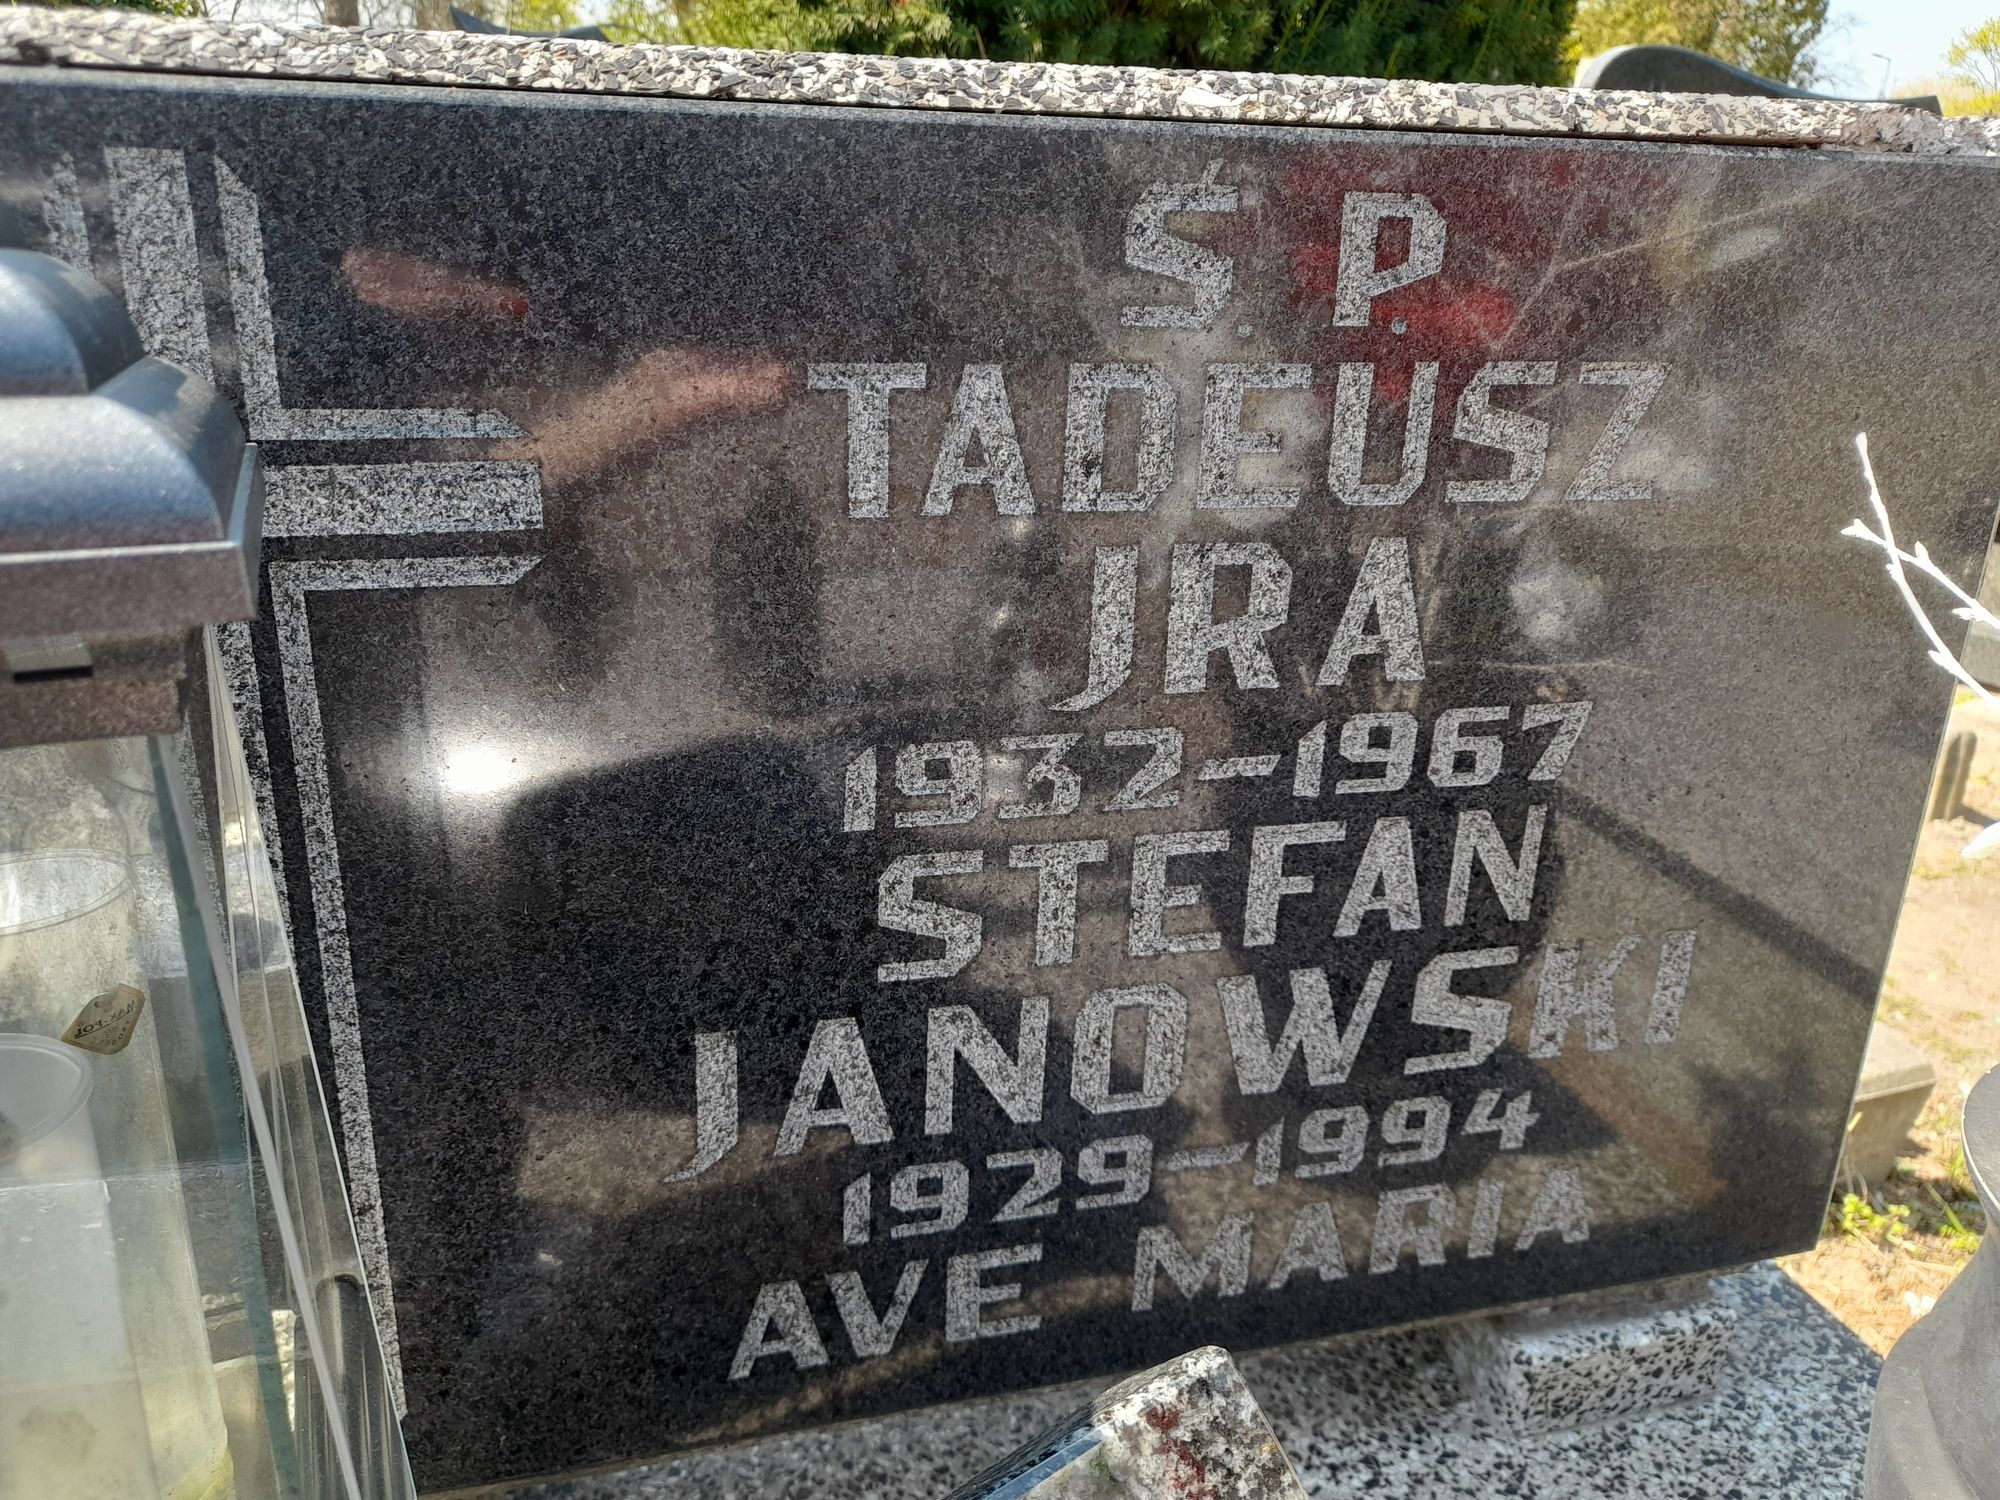 Ś. P.
TADEUSZ
JRA
1932-1967
STEFAN
JANOWSKI
1929-1994
AVE MARIA